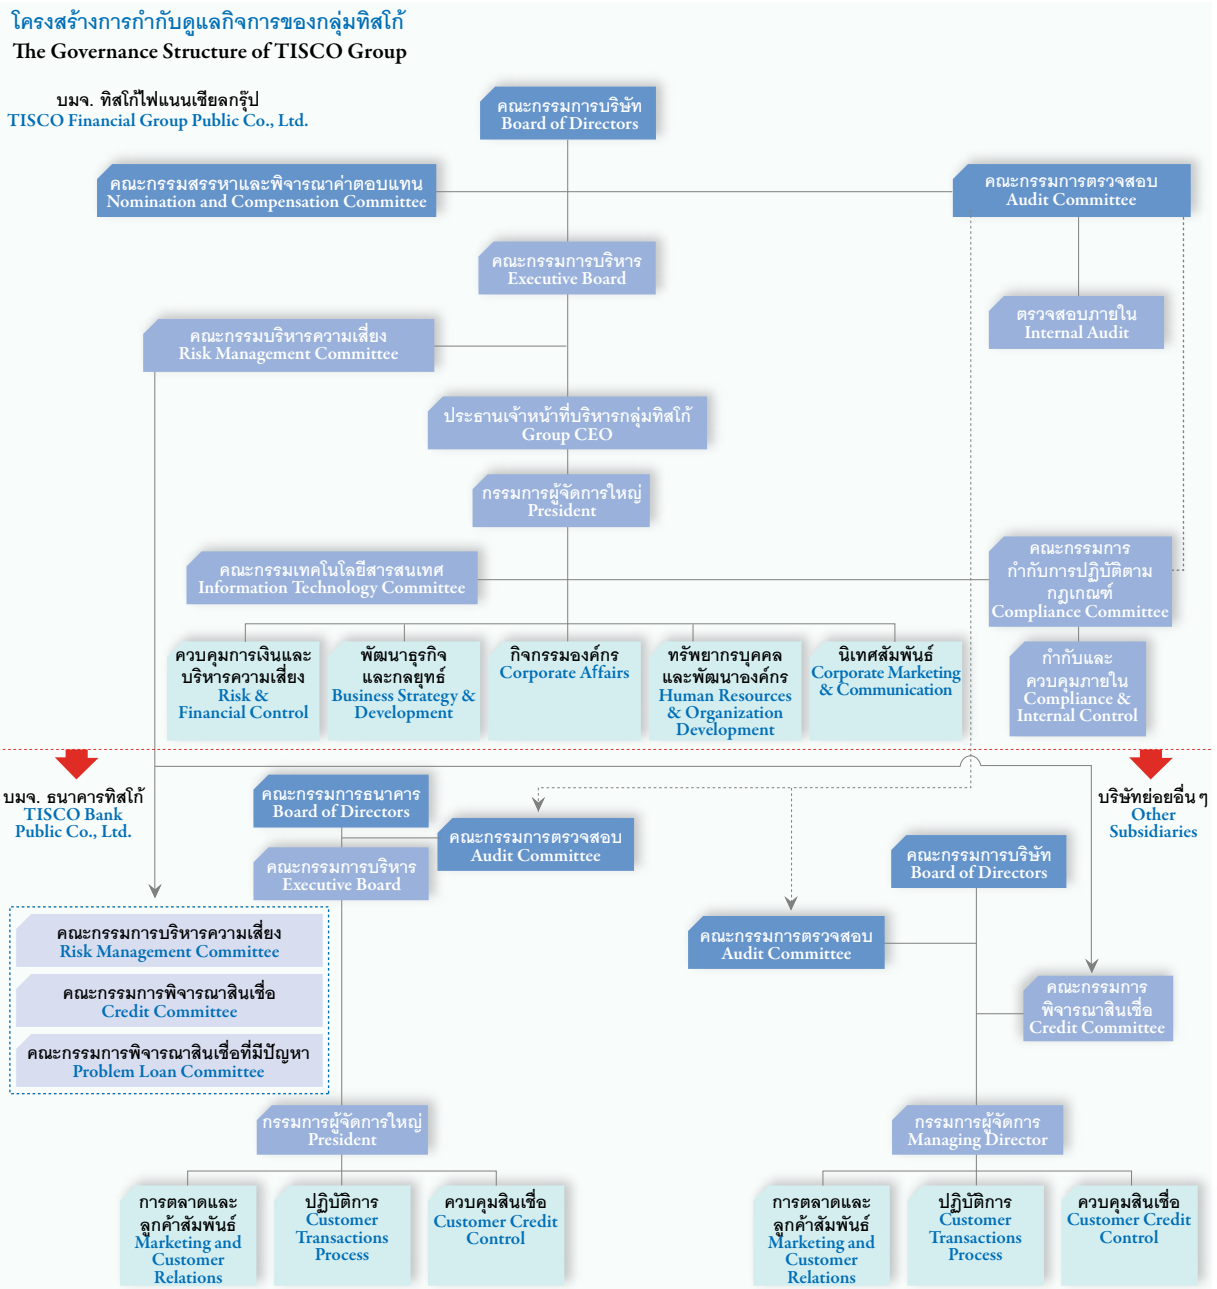 โครงสร้างการกำกับดูแลกิจการของกลุ่มทิสโก้
The Governance Structure of TISCO Group
บมจ. ทิสโก้ไฟแนนเชียลกรุ๊ป
TISCO Financial Group Public Co., Ltd.
คณะกรรมการบริษัท
Board of Directors
คณะกรรมสรรหาและพิจารณาค่าตอบแทน
Nomination and Compensation Committee
คณะกรรมการตรวจสอบ
Audit Committee
คณะกรรมการบริหาร
Executive Board
ตรวจสอบภายใน
Internal Audit
คณะกรรมบริหารความเสี่ยง
Risk Management Committee
ประธานเจ้าหน้าที่บริหารกลุ่มทิสโก้
Group CEO
กรรมการผู้จัดการใหญ่
President
คณะกรรมเทคโนโลยีสารสนเทศ
Information Technology Committee
คณะกรรมการ
กำกับการปฏิบัติตาม
กฎเกณฑ์
Compliance Committee
ควบคุมการเงินและ
บริหารความเสี่ยง
Risk &
Financial Control
พัฒนาธุรกิจ
และกลยุทธ์
Business Strategy &
Development
กิจกรรมองค์กร
Corporate Affairs
ทรัพยากรบุคคล
และพัฒนาองค์กร
Human Resources
& Organization
Development
นิเทศสัมพันธ์
Corporate Marketing
& Communication
กำกับและ
ควบคุมภายใน
Compliance &
Internal Control
บมจ. ธนาคารทิสโก้
TISCO Bank
Public Co., Ltd.
คณะกรรมการธนาคาร
Board of Directors
คณะกรรมการตรวจสอบ
Audit Committee
คณะกรรมการบริหาร
Executive Board
บริษัทย่อยอื่นๆ
Other
Subsidiaries
คณะกรรมการบริษัท
Board of Directors
คณะกรรมการตรวจสอบ
Audit Committee
คณะกรรมการบริหารความเสี่ยง
Risk Management Committee
คณะกรรมการพิจารณาสินเชื่อ
Credit Committee
คณะกรรมการพิจารณาสินเชื่อที่มีปัญหา
Problem Loan Committee
คณะกรรมการ
พิจารณาสินเชื่อ
Credit Committee
กรรมการผู้จัดการใหญ่
President
กรรมการผู้จัดการ
Managing Director
การตลาดและ
ลูกค้าสัมพันธ์
Marketing and
Customer
Relations
ปฏิบัติการ
Customer
Transactions
Process
ควบคุมสินเชื่อ
Customer Credit
Control
การตลาดและ
ลูกค้าสัมพันธ์
Marketing and
Customer
Relations
ปฏิบัติการ
Customer
Transactions
Process
ควบคุมสินเชื่อ
Customer Credit
Control